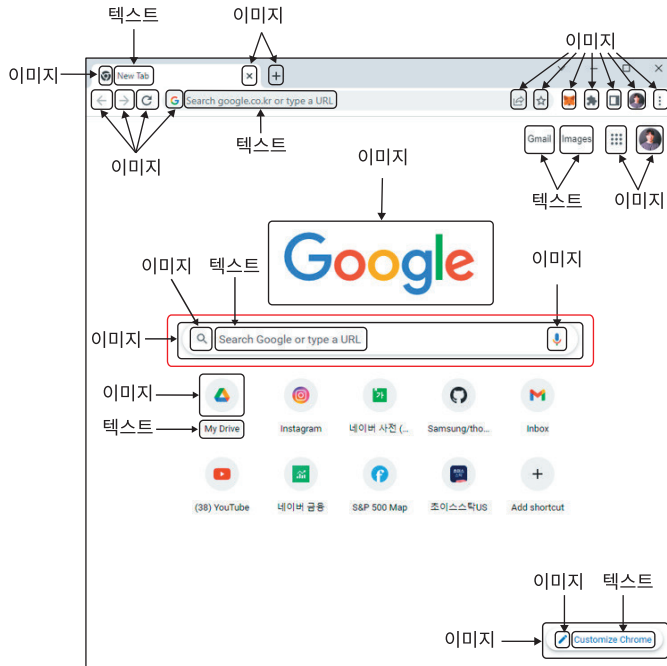 텍스트 이미지
이미지
이미지 New Tab
G Search google.co.kr or type a URL
이미지 텍스트 이미지
Gmail Images
텍스트 이미지
Google
이미지 텍스트 이미지
이미지 Search Google or type a URL
이미지
텍스트 My Drive Instagram 네이버 사전 (... Samsung/tho... Inbox
(38) YouTube 네이버 금융 S&P 500 Map 초이스스탁US Add shortcut
이미지 텍스트
이미지 Customize Chrome